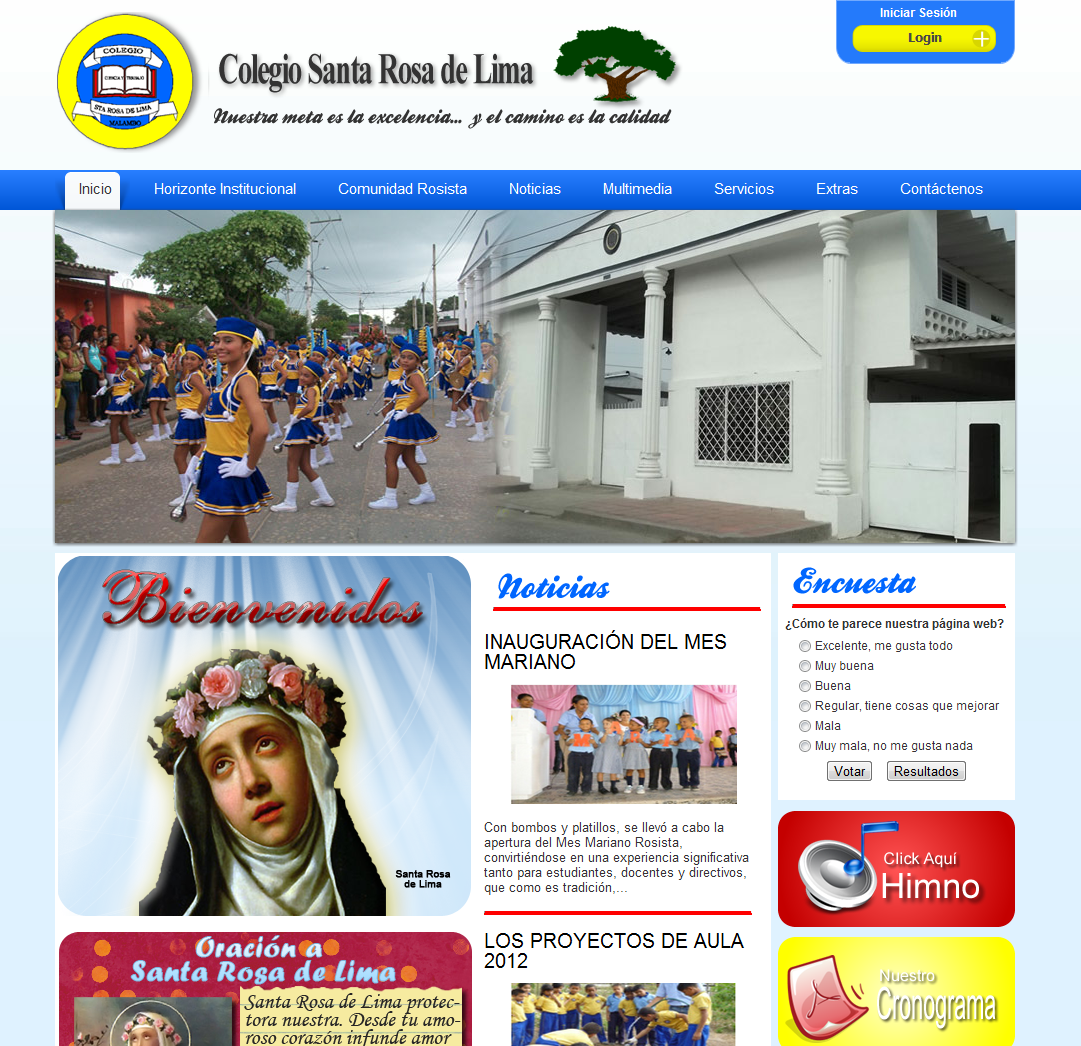 COLEGIO
CIENCIA Y TRABAJO
STA ROSA DE LIMA
MALAMBO
Colegio Santa Rosa de Lima
Nuestra meta es la excelencia... y el camino es la calidad
Iniciar Sesión
Login
Inicio
Horizonte Institucional
Comunidad Rosista
Noticias
Multimedia
Servicios
Extras
Contáctenos
Bienvenidos
Santa Rosa
de Lima
Oración a
Santa Rosa de Lima
Santa Rosa de Lima protec-
tora nuestra. Desde tu amo-
roso corazón infunde amor
Noticias
INAUGURACIÓN DEL MES
MARIANO
Con bombos y platillos, se llevó a cabo la
apertura del Mes Mariano Rosista,
convirtiéndose en una experiencia significativa
tanto para estudiantes, docentes y directivos,
que como es tradición,...
LOS PROYECTOS DE AULA
2012
Encuesta
¿Cómo te parece nuestra página web?
Excelente, me gusta todo
Muy buena
Buena
Regular, tiene cosas que mejorar
Mala
Muy mala, no me gusta nada
Votar
Resultados
Click Aquí
Himno
Nuestro
Cronograma